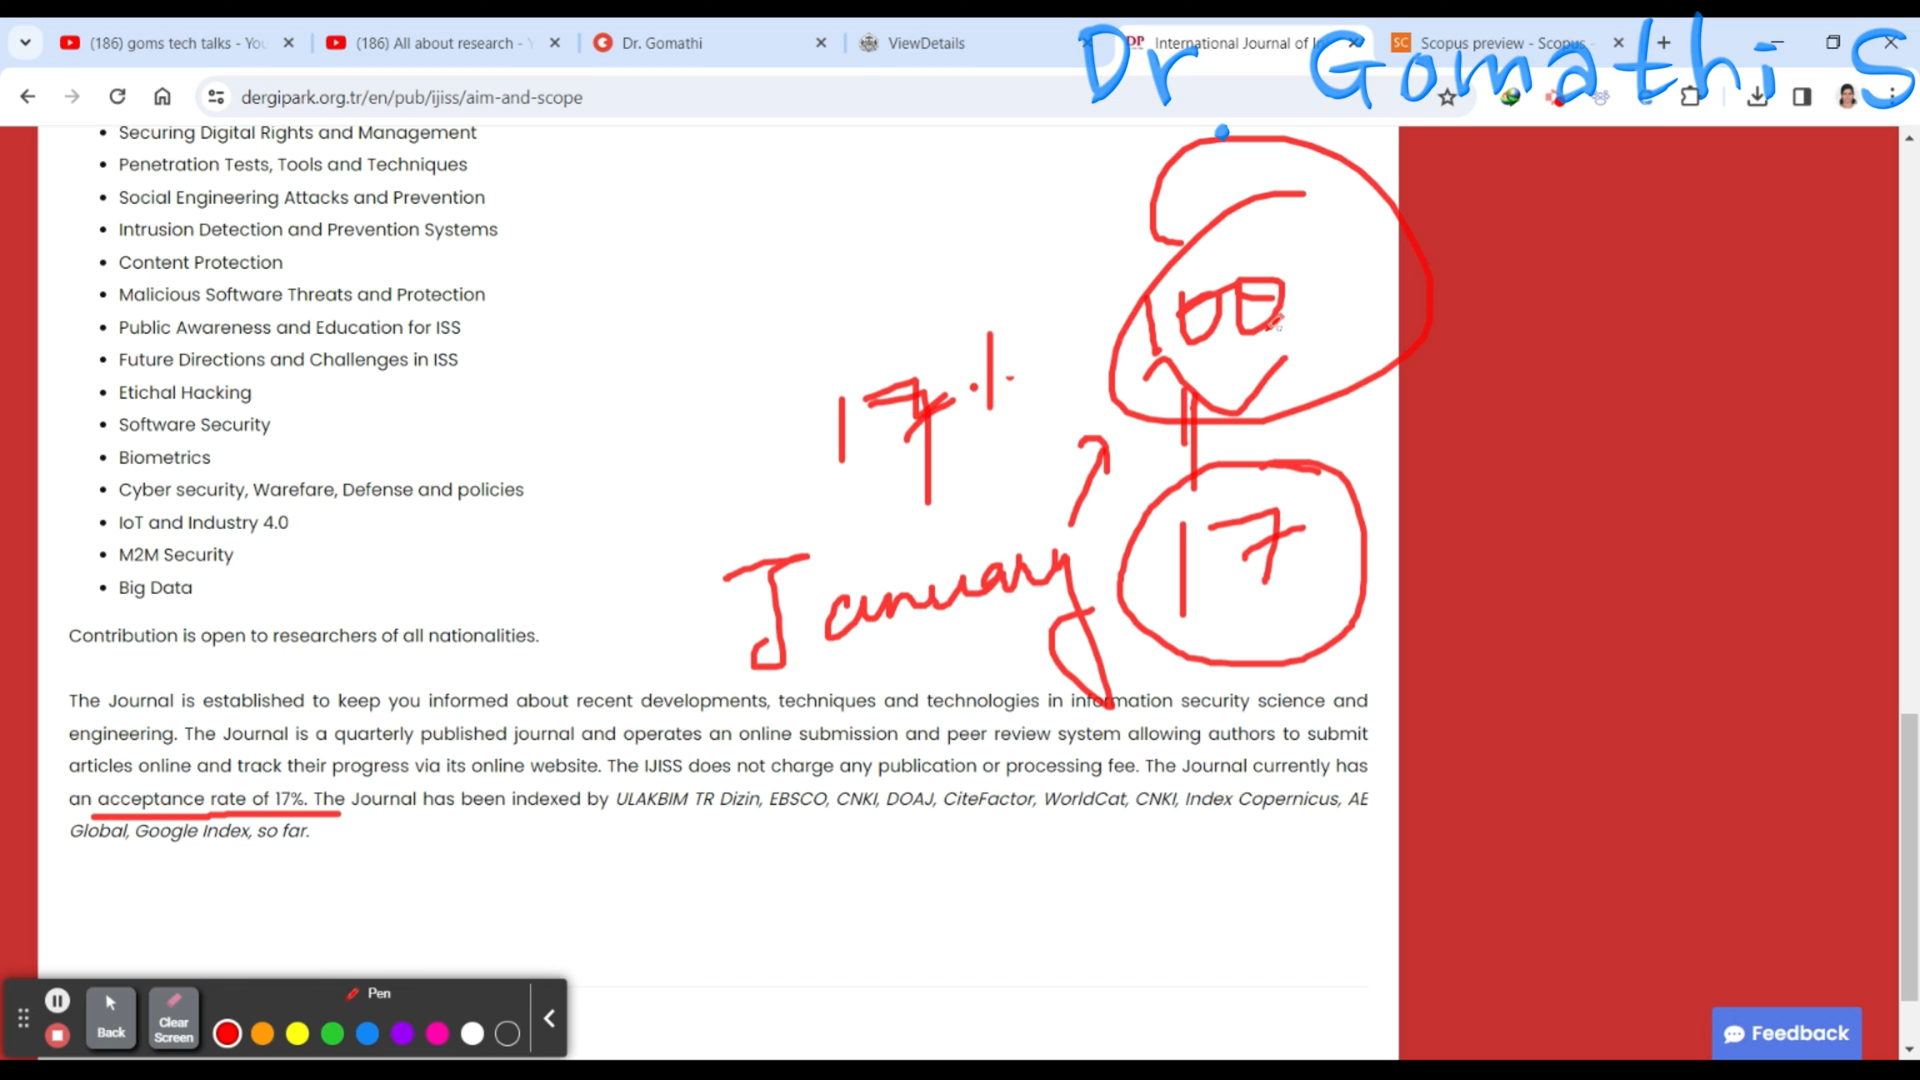 (186) goms tech talks - You
(186) All about research - Y
Dr. Gomathi
ViewDetails
International Journal of In
Scopus preview - Scopus -
Dr. Gomathi S
dergipark.org.tr/en/pub/ijiss/aim-and-scope
• Securing Digital Rights and Management
• Penetration Tests, Tools and Techniques
• Social Engineering Attacks and Prevention
• Intrusion Detection and Prevention Systems
• Content Protection
• Malicious Software Threats and Protection
• Public Awareness and Education for ISS
• Future Directions and Challenges in ISS
• Etichal Hacking
• Software Security
• Biometrics
• Cyber security, Warefare, Defense and policies
• IoT and Industry 4.0
• M2M Security
• Big Data
100
17 %
17
January
Contribution is open to researchers of all nationalities.
The Journal is established to keep you informed about recent developments, techniques and technologies in information security science and
engineering. The Journal is a quarterly published journal and operates an online submission and peer review system allowing authors to submit
articles online and track their progress via its online website. The IJISS does not charge any publication or processing fee. The Journal currently has
an acceptance rate of 17%. The Journal has been indexed by ULAKBIM TR Dizin, EBSCO, CNKI, DOAJ, CiteFactor, WorldCat, CNKI, Index Copernicus, AE
Global, Google Index, so far.
Pen
Back
Clear
Screen
Feedback